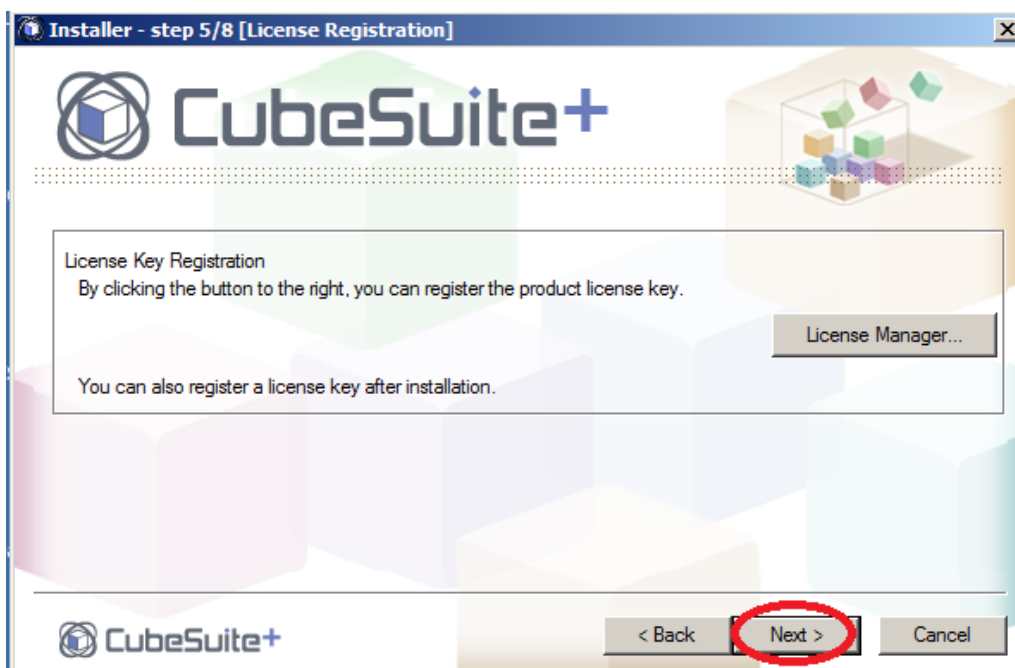 Installer - step 5/8 [License Registration]
CubeSuite+
License Key Registration
By clicking the button to the right, you can register the product license key.
License Manager...
You can also register a license key after installation.
CubeSuite+
< Back
Next >
Cancel